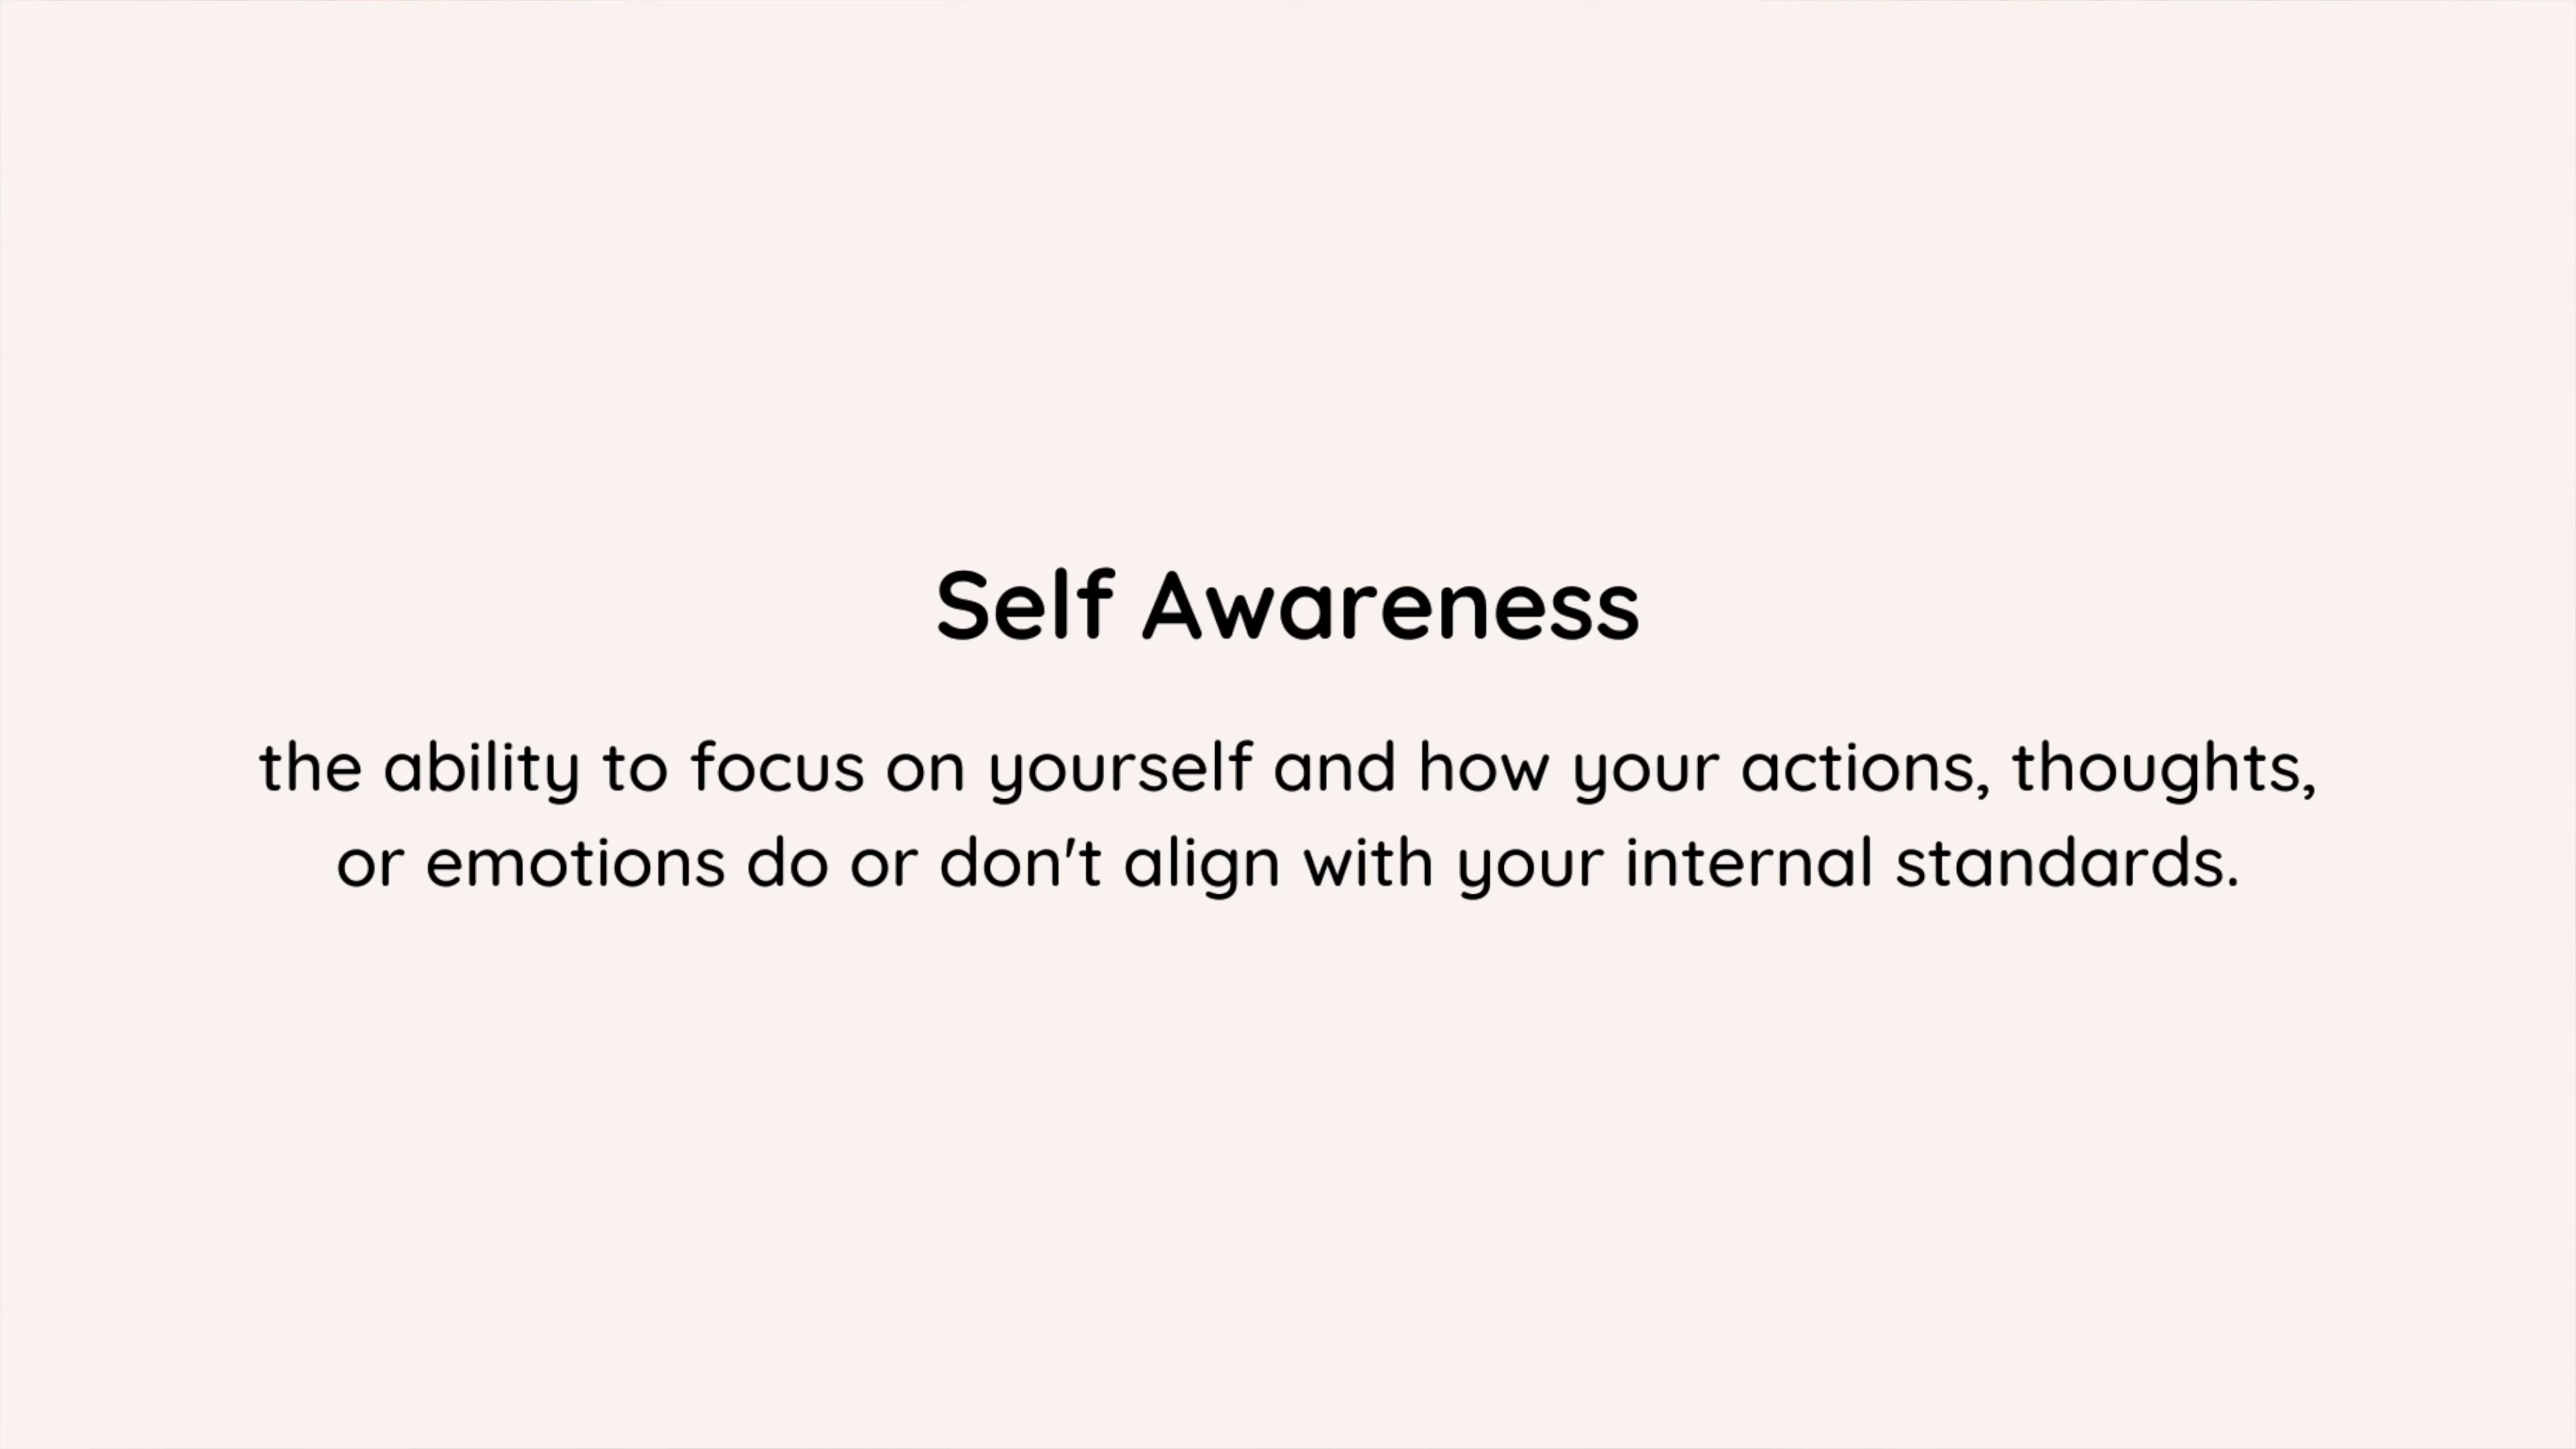 Self Awareness
the ability to focus on yourself and how your actions, thoughts,
or emotions do or don't align with your internal standards.